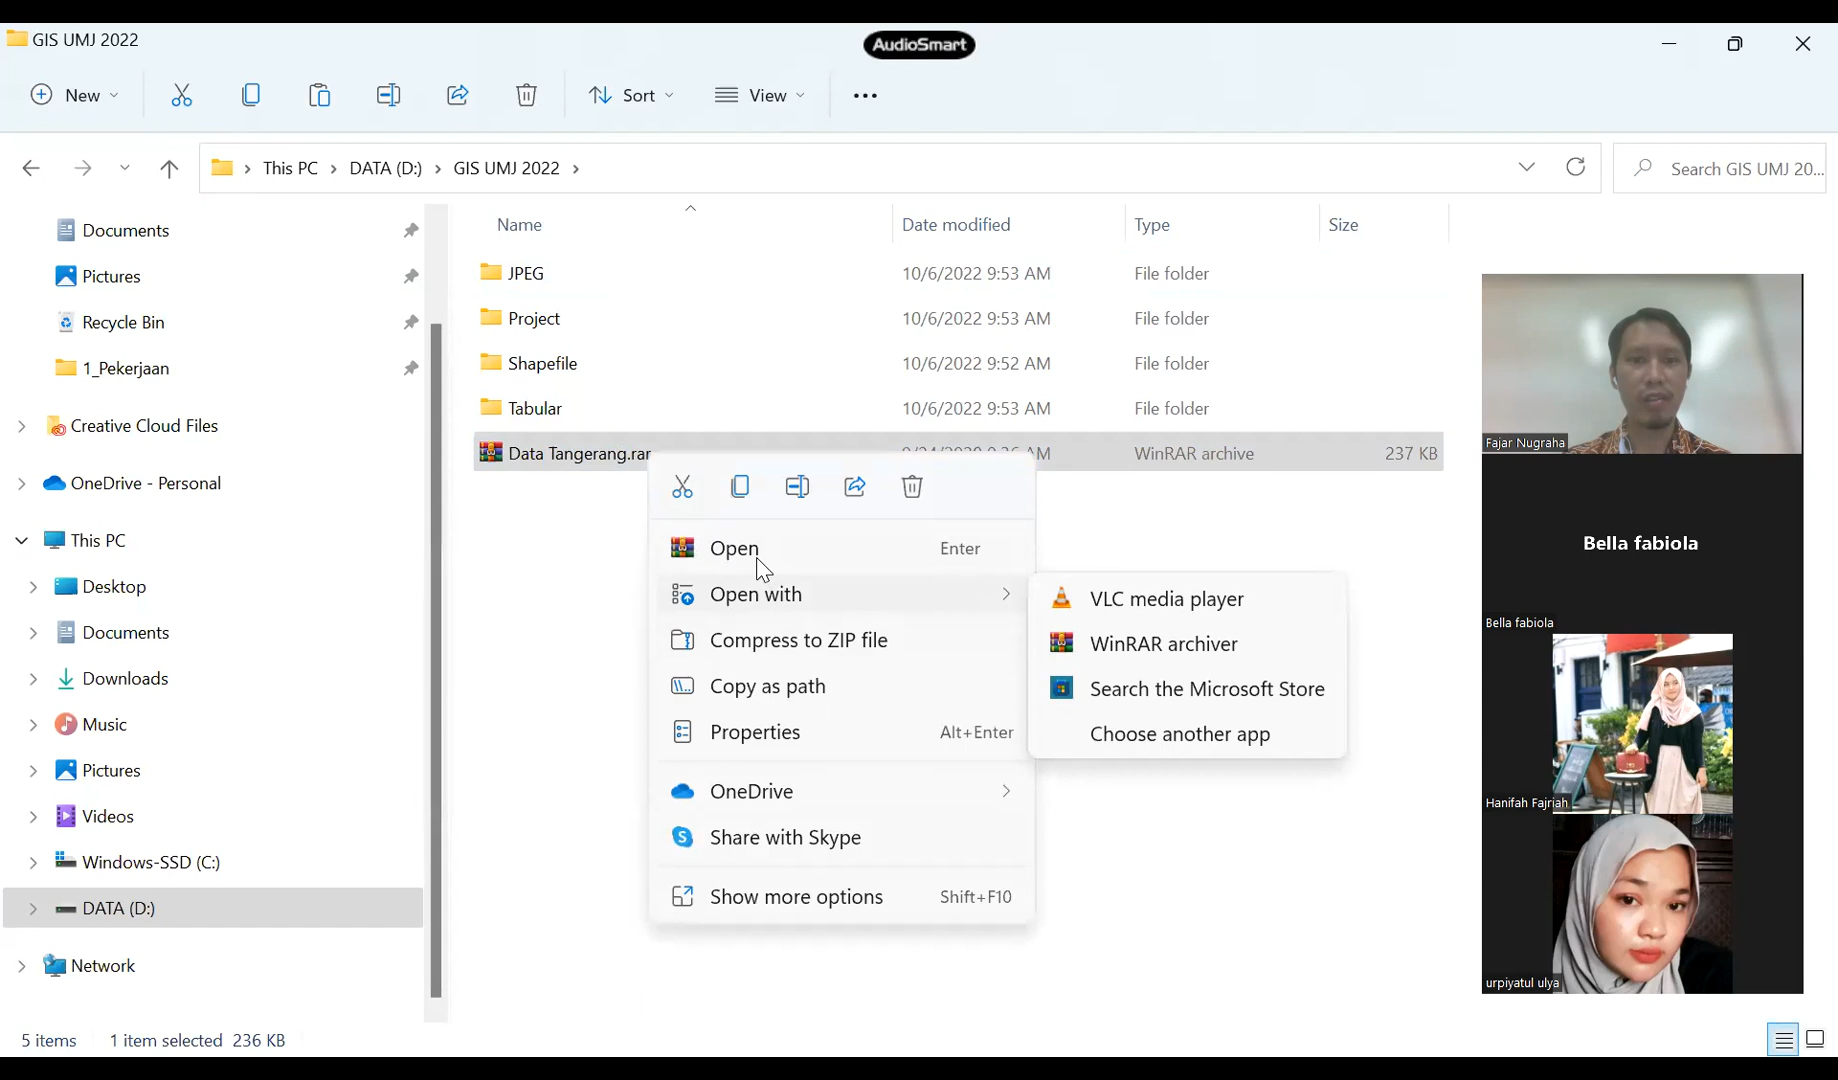 GIS UMJ 2022
AudioSmart
New
Sort
View
This PC > DATA (D:) > GIS UMJ 2022 >
Search GIS UMJ 20...
Documents
Pictures
Recycle Bin
1_Pekerjaan
Creative Cloud Files
OneDrive - Personal
This PC
Desktop
Documents
Downloads
Music
Pictures
Videos
Windows-SSD (C:)
DATA (D:)
Network
Name Date modified Type Size
JPEG 10/6/2022 9:53 AM File folder
Project 10/6/2022 9:53 AM File folder
Shapefile 10/6/2022 9:52 AM File folder
Tabular 10/6/2022 9:53 AM File folder
Data Tangerang.rar AM WinRAR archive 237 KB
Open Enter
Open with
Compress to ZIP file
Copy as path
Properties Alt+Enter
OneDrive
Share with Skype
Show more options Shift+F10
VLC media player
WinRAR archiver
Search the Microsoft Store
Choose another app
Fajar Nugraha
Bella fabiola
Bella fabiola
Hanifah Fajriah
urpiyatul ulya
5 items 1 item selected 236 KB